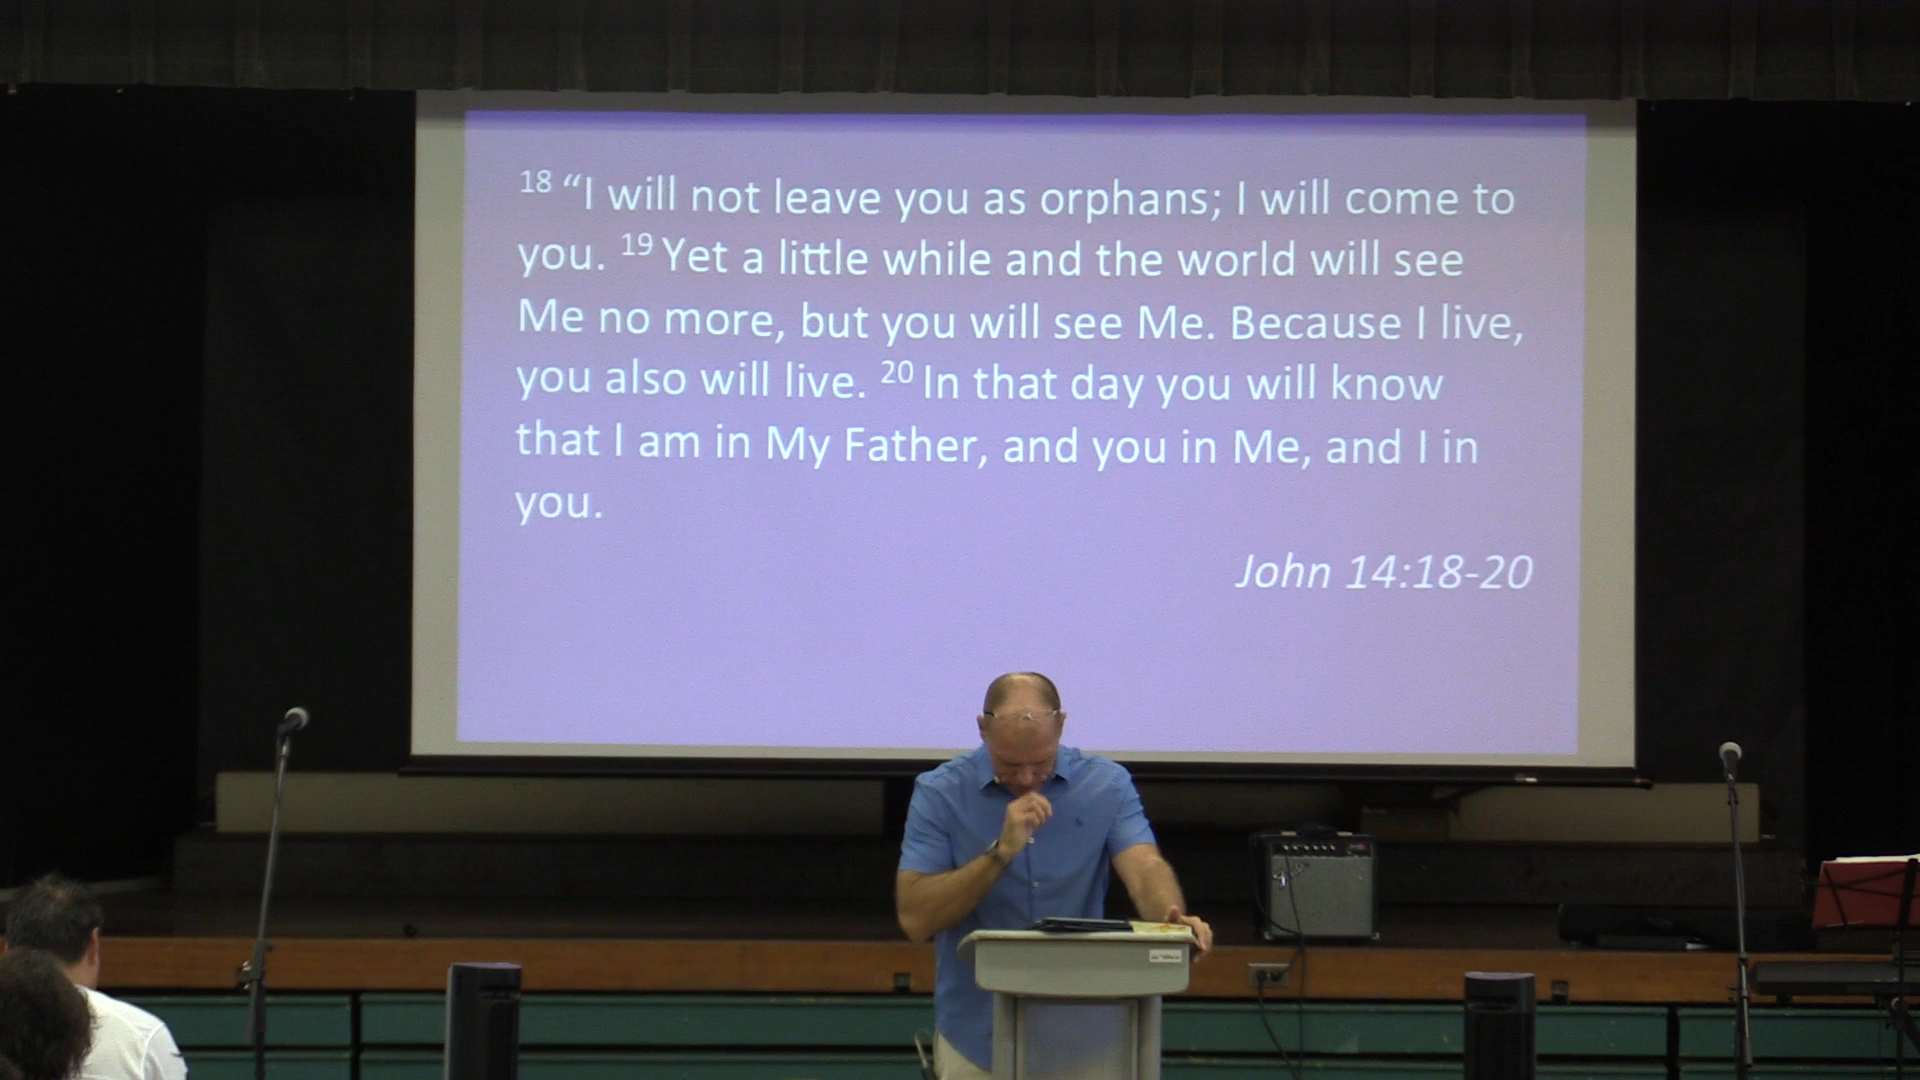 18 “I will not leave you as orphans; I will come to
you. 19 Yet a little while and the world will see
Me no more, but you will see Me. Because I live,
you also will live. 20 In that day you will know
that I am in My Father, and you in Me, and I in
you.
John 14:18-20